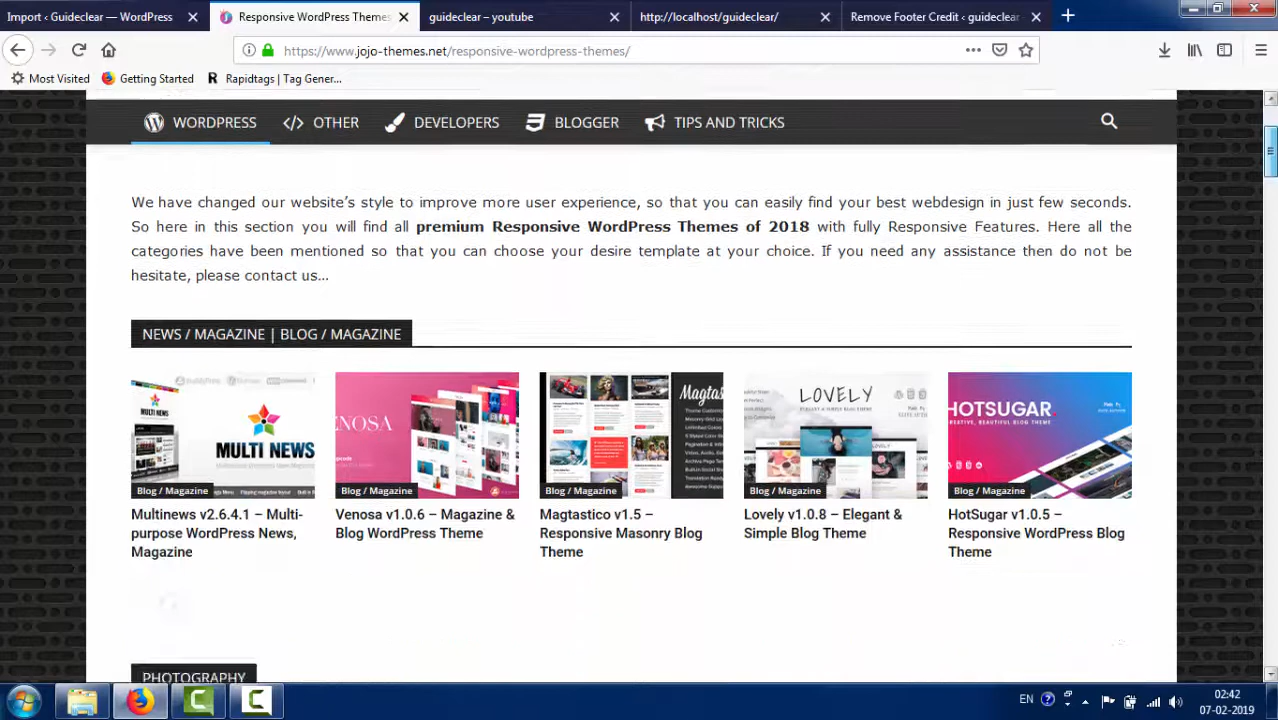 Import ‹ Guideclear — WordPress
Responsive WordPress Themes
guideclear – youtube
http://localhost/guideclear/
Remove Footer Credit ‹ guideclear
https://www.jojo-themes.net/responsive-wordpress-themes/
Most Visited
Getting Started
R Rapidtags | Tag Gener...
WORDPRESS
OTHER
DEVELOPERS
BLOGGER
TIPS AND TRICKS
We have changed our website's style to improve more user experience, so that you can easily find your best webdesign in just few seconds.
So here in this section you will find all premium Responsive WordPress Themes of 2018 with fully Responsive Features. Here all the
categories have been mentioned so that you can choose your desire template at your choice. If you need any assistance then do not be
hesitate, please contact us...
NEWS / MAGAZINE | BLOG / MAGAZINE
MULTI NEWS
MULTI NEWS
Blog / Magazine
Multinews v2.6.4.1 – Multi-
purpose WordPress News,
Magazine
ENOSA
Blog / Magazine
Venosa v1.0.6 – Magazine &
Blog WordPress Theme
Magtas
Blog / Magazine
Magtastico v1.5 –
Responsive Masonry Blog
Theme
LOVELY
Blog / Magazine
Lovely v1.0.8 – Elegant &
Simple Blog Theme
HOTSUGAR
Blog / Magazine
HotSugar v1.0.5 –
Responsive WordPress Blog
Theme
PHOTOGRAPHY
EN
02:42
07-02-2019